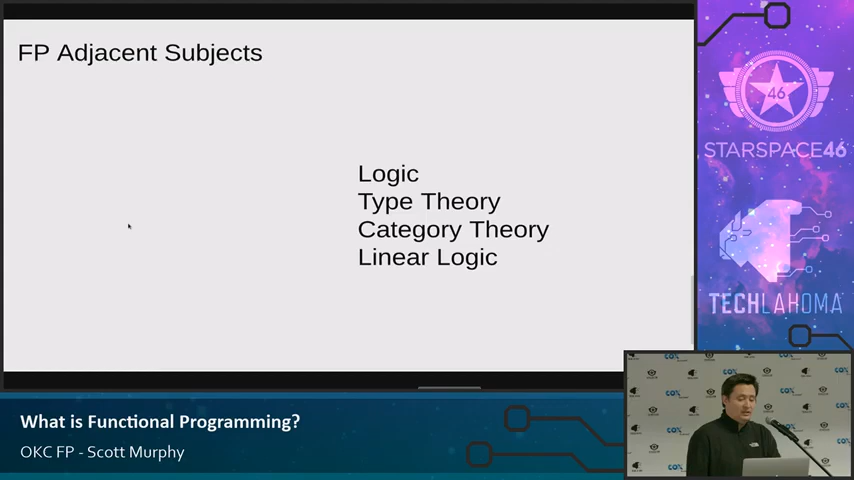 FP Adjacent Subjects
Logic
Type Theory
Category Theory
Linear Logic
46
STARSPACE46
TECHLAHOMA
What is Functional Programming?
OKC FP - Scott Murphy
COX